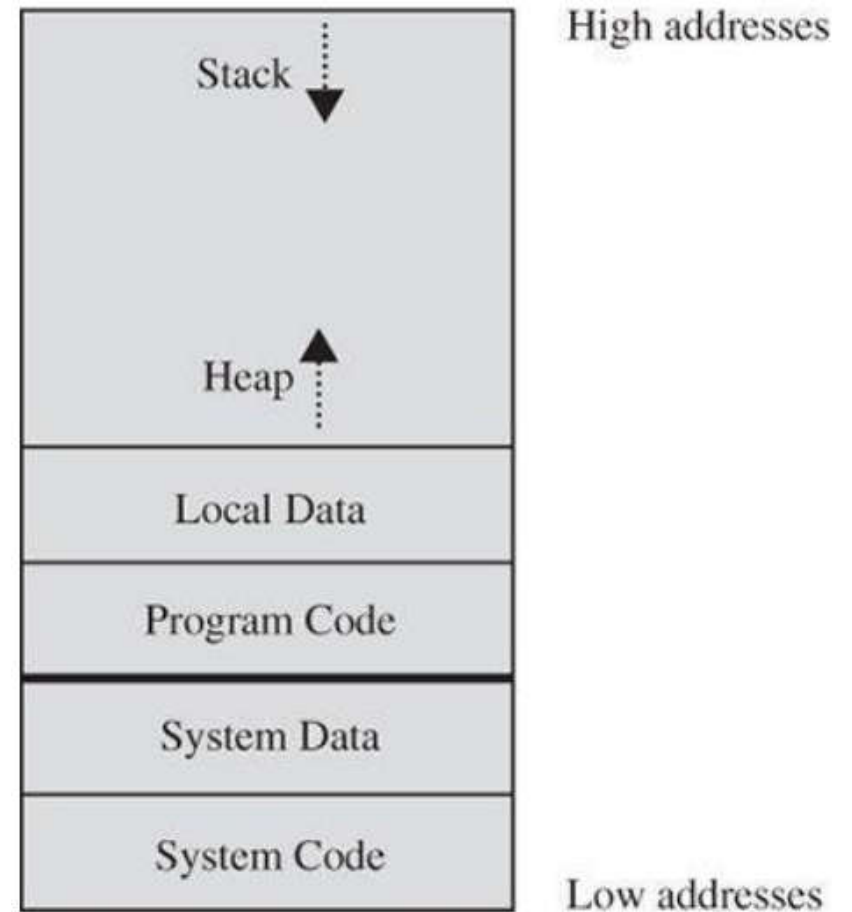 High addresses
Stack
Heap
Local Data
Program Code
System Data
System Code
Low addresses